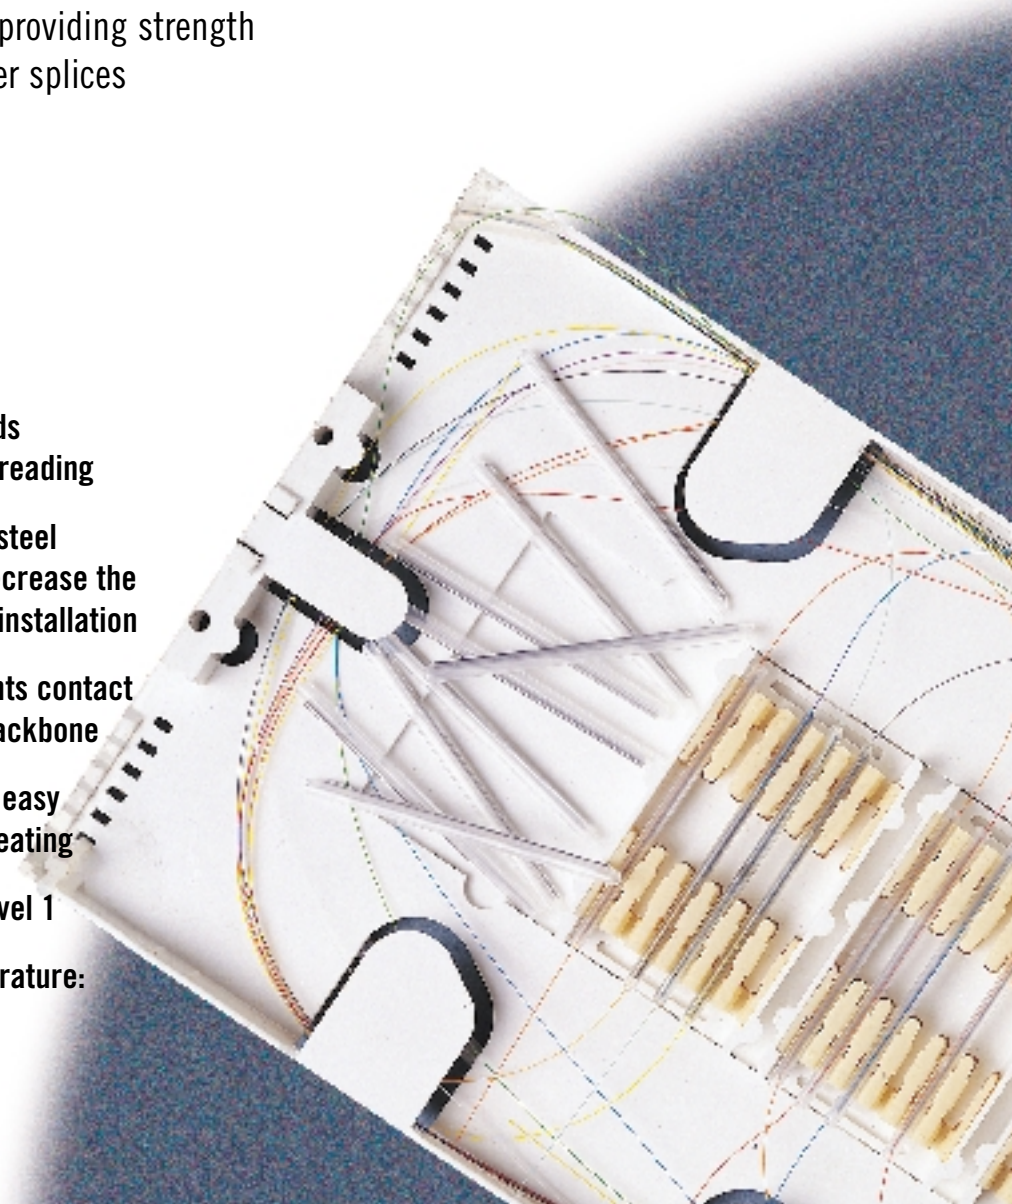 providing strength
er splices
ds
reading
steel
crease the
installation
nts contact
ackbone
easy
eating
vel 1
rature: